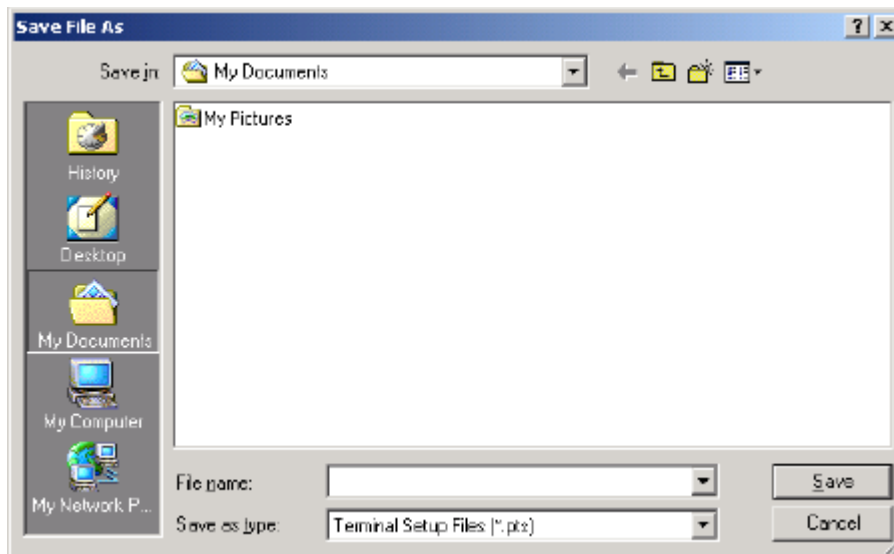 Save File As
Save in:
My Documents
My Pictures
History
Desktop
My Documents
My Computer
My Network P...
File name:
Save
Save as type:
Terminal Setup Files (*.ptx)
Cancel